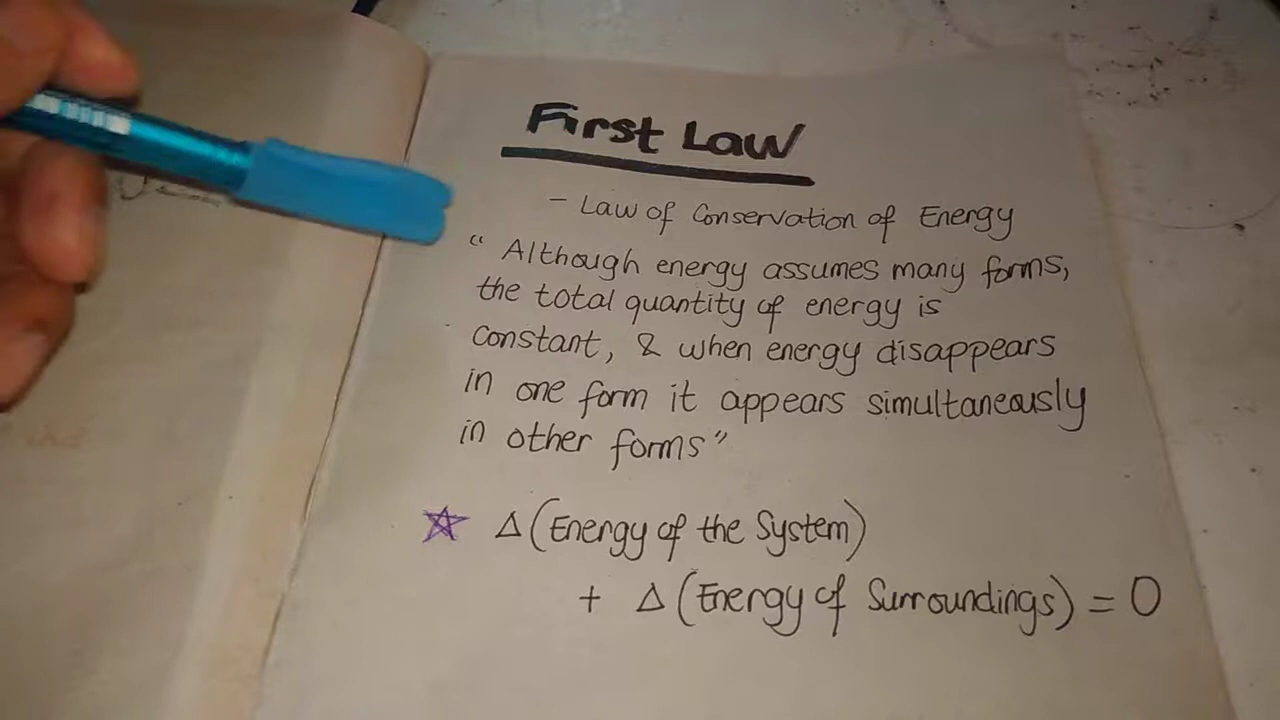 First Law
- Law of Conservation of Energy
“Although energy assumes many forms,
the total quantity of energy is
constant, & when energy disappears
in one form it appears simultaneously
in other forms”
☆ Δ(Energy of the System)
+ Δ(Energy of Surroundings) = 0